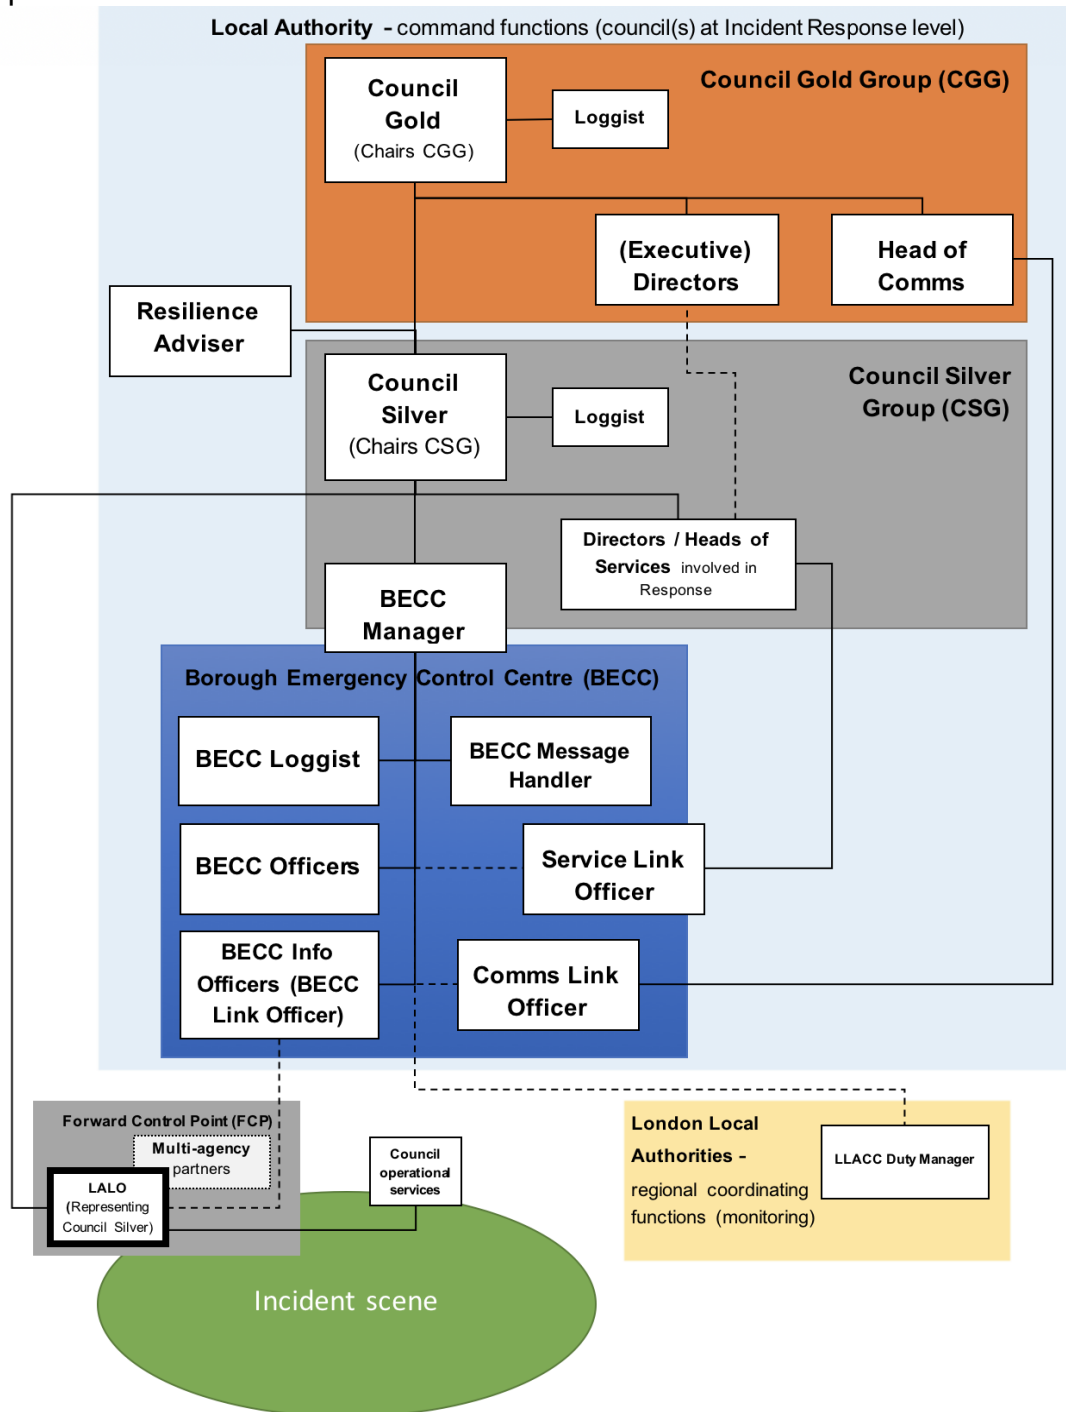 Local Authority - command functions (council(s) at Incident Response level)
Council Gold Group (CGG)
Council
Gold
(Chairs CGG)
Loggist
(Executive)
Directors
Head of
Comms
Resilience
Adviser
Council Silver
Group (CSG)
Council
Silver
(Chairs CSG)
Loggist
Directors / Heads of
Services involved in
Response
BECC
Manager
Borough Emergency Control Centre (BECC)
BECC Loggist
BECC Message
Handler
BECC Officers
Service Link
Officer
BECC Info
Officers (BECC
Link Officer)
Comms Link
Officer
Forward Control Point (FCP)
Multi-agency
partners
LALO
(Representing
Council Silver)
Council
operational
services
Incident scene
London Local
Authorities -
regional coordinating
functions (monitoring)
LLACC Duty Manager